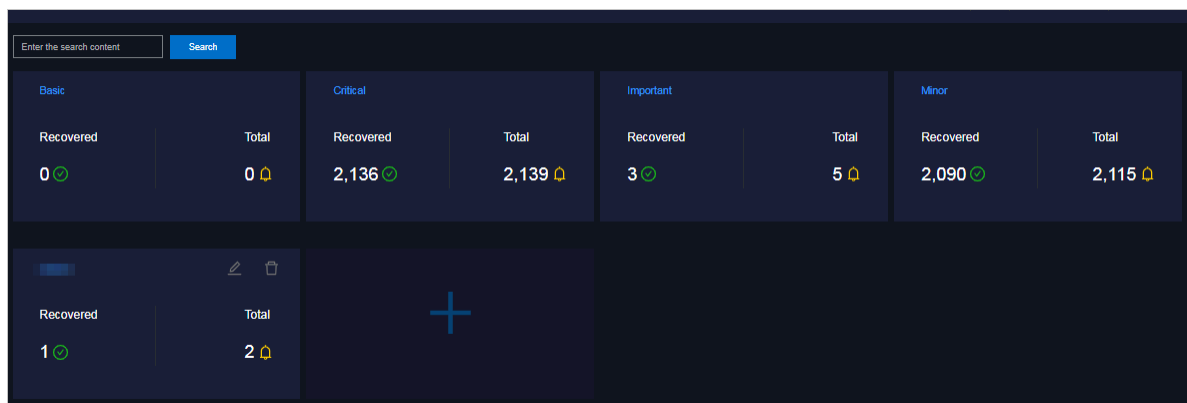 Enter the search content Search
Basic Critical Important Minor
Recovered Total Recovered Total Recovered Total Recovered Total
0 0 2,136 2,139 3 5 2,090 2,115
Recovered Total
1 2